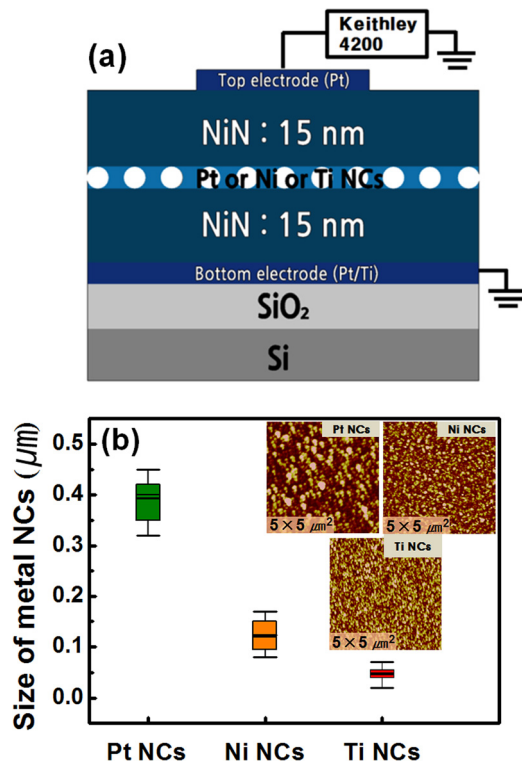 (a)
Keithley
4200
Top electrode (Pt)
NiN : 15 nm
Pt or Ni or Ti NCs
NiN : 15 nm
Bottom electrode (Pt/Ti)
SiO₂
Si
(b)
Size of metal NCs (㎛)
0.5
0.4
0.3
0.2
0.1
0.0
Pt NCs
5 × 5 ㎛²
Ni NCs
5 × 5 ㎛²
Ti NCs
5 × 5 ㎛²
Pt NCs Ni NCs Ti NCs